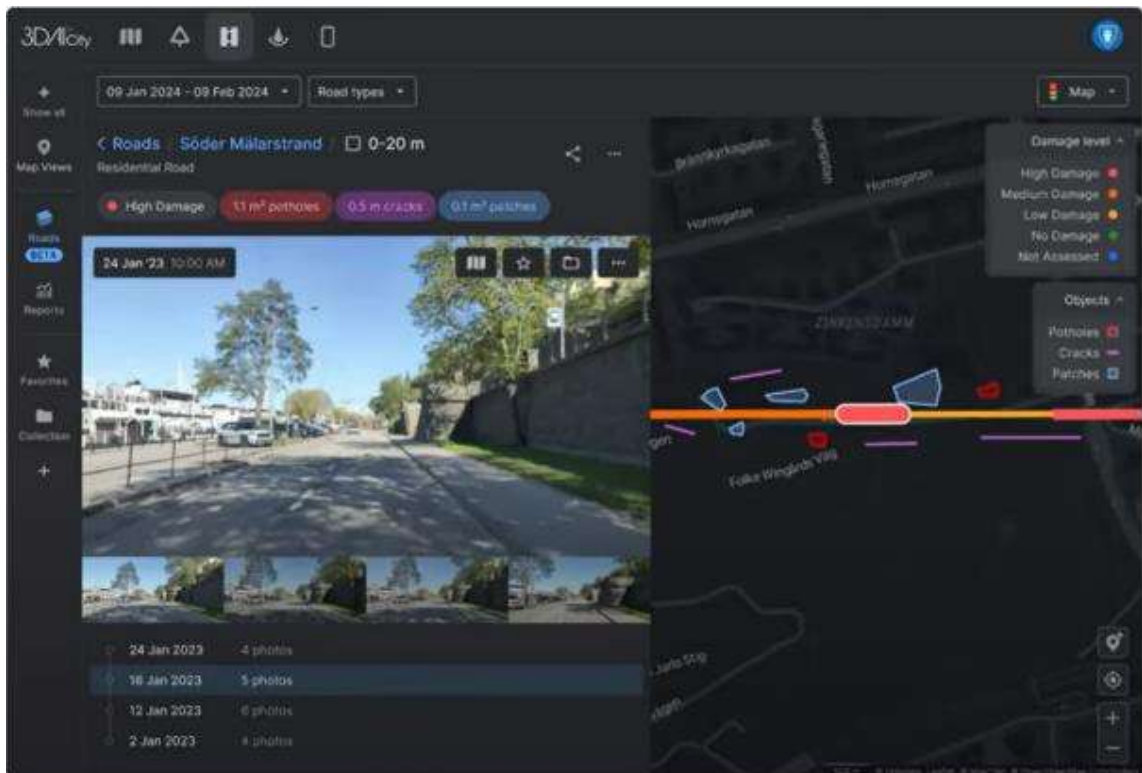 3DAIcity
09 Jan 2024 - 09 Feb 2024
Road types
Map
Show all
Map Views
Roads
BETA
Reports
Favorites
Collection
Roads / Söder Mälarstrand / 0-20 m
Residential Road
High Damage
1.1 m² potholes
0.5 m cracks
0.1 m² patches
24 Jan '23 10:00 AM
24 Jan 2023 4 photos
16 Jan 2023 5 photos
12 Jan 2023 6 photos
2 Jan 2023 4 photos
Brännkyrkagatan
Hornsgatan
Hornsgatan
ZINKENSDAMM
Folke Wingårds Väg
Damage level
High Damage
Medium Damage
Low Damage
No Damage
Not Assessed
Objects
Potholes
Cracks
Patches